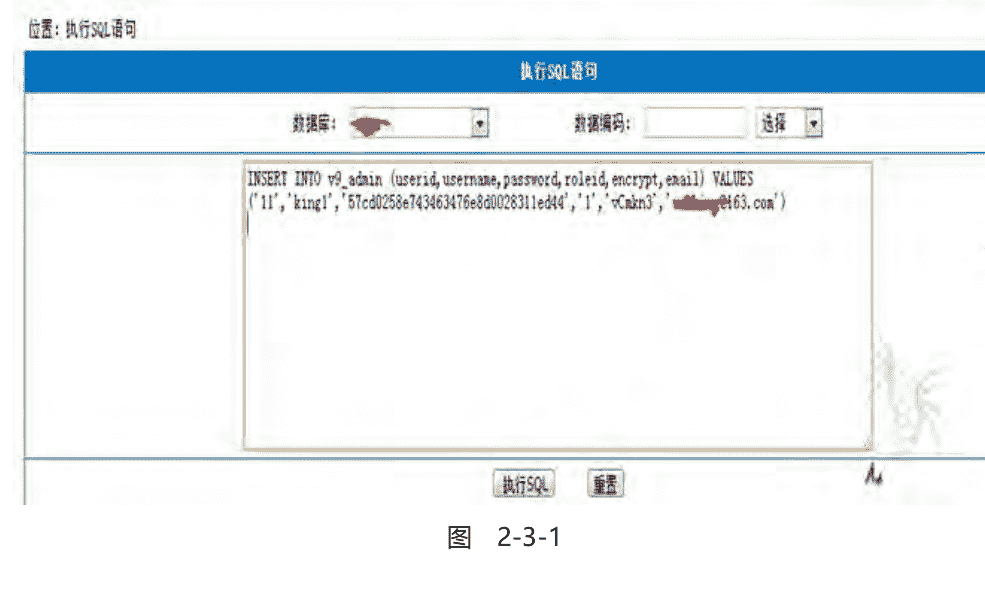 位置：执行SQL语句
执行SQL语句
数据库： 数据编码： 选择
INSERT INTO v9_admin (userid,username,password,roleid,encrypt,email) VALUES
('11','king1','57cd0258e743463476e8d0028311ed44','1','vCmkn3',' @163.com')
执行SQL 重置
图 2-3-1